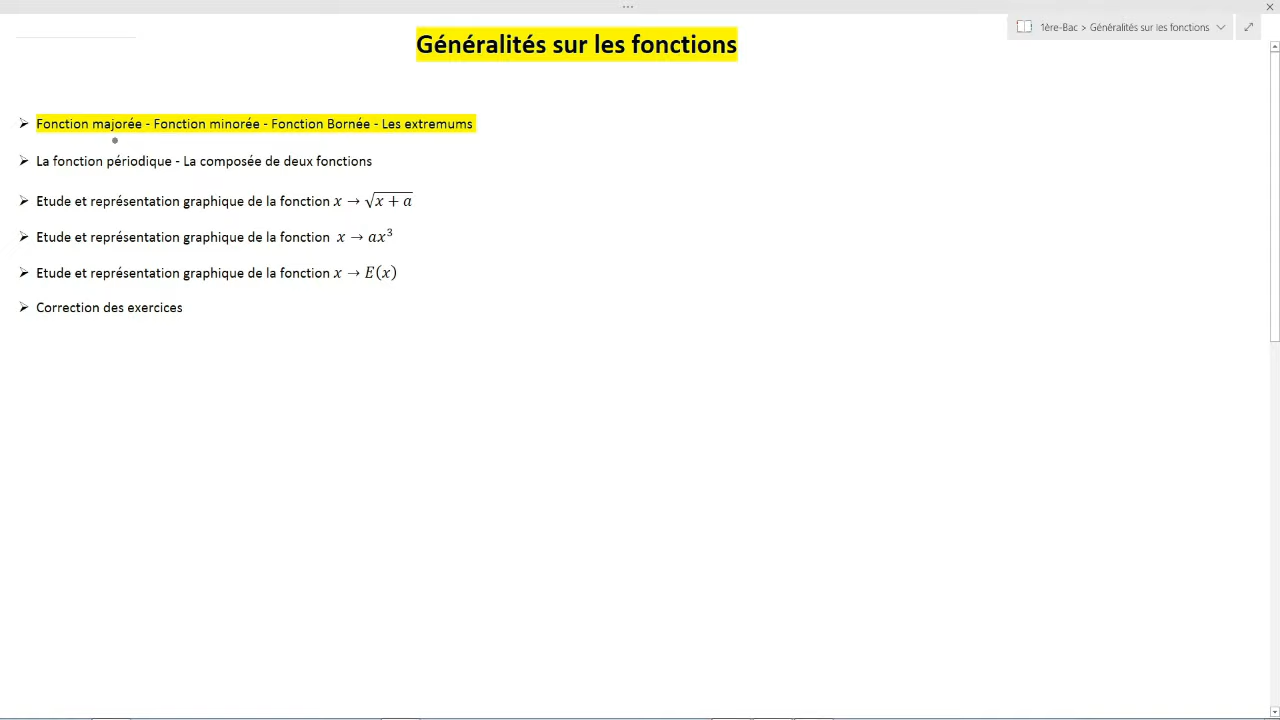 1ère-Bac > Généralités sur les fonctions
Généralités sur les fonctions
➢ Fonction majorée - Fonction minorée - Fonction Bornée - Les extremums
➢ La fonction périodique - La composée de deux fonctions
➢ Etude et représentation graphique de la fonction x → √(x + a)
➢ Etude et représentation graphique de la fonction x → ax³
➢ Etude et représentation graphique de la fonction x → E(x)
➢ Correction des exercices